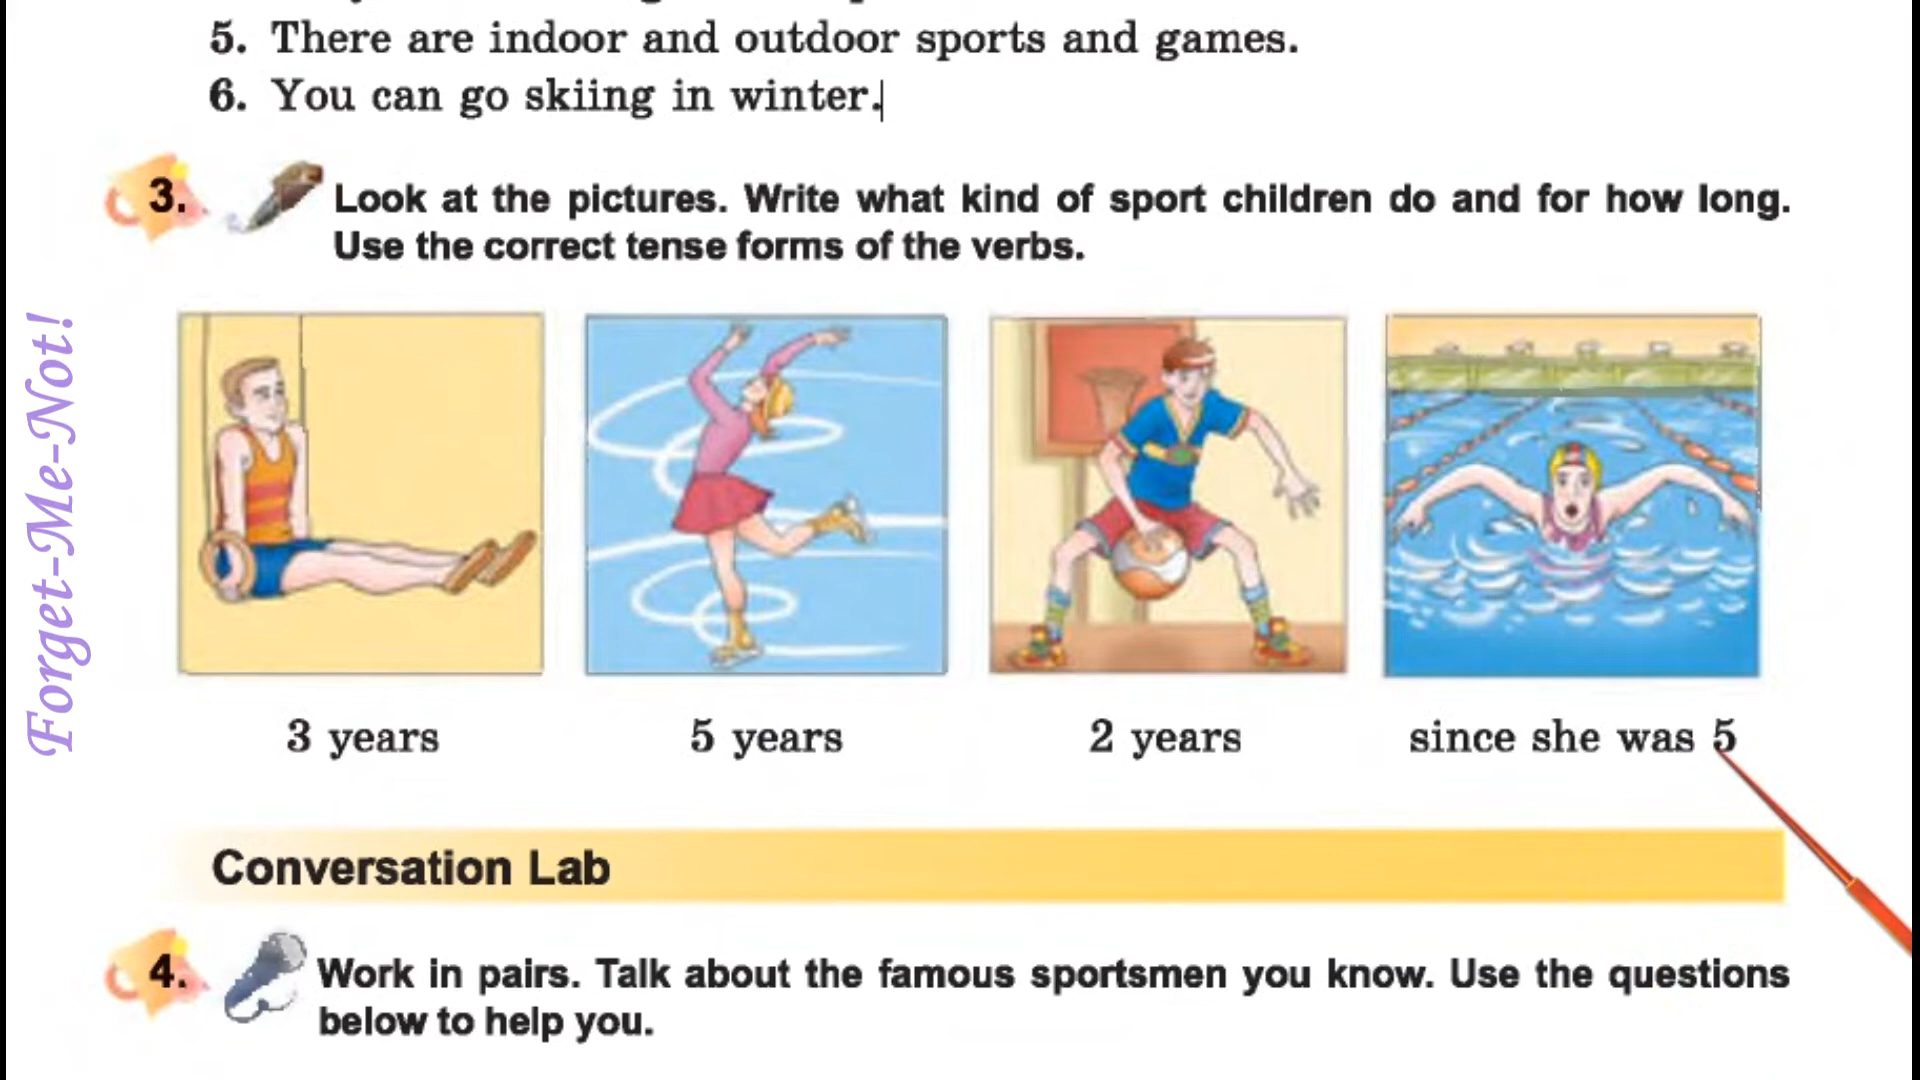 5. There are indoor and outdoor sports and games.
6. You can go skiing in winter.
3. Look at the pictures. Write what kind of sport children do and for how long.
Use the correct tense forms of the verbs.
Forget-Me-Not!
3 years
5 years
2 years
since she was 5
Conversation Lab
4. Work in pairs. Talk about the famous sportsmen you know. Use the questions
below to help you.